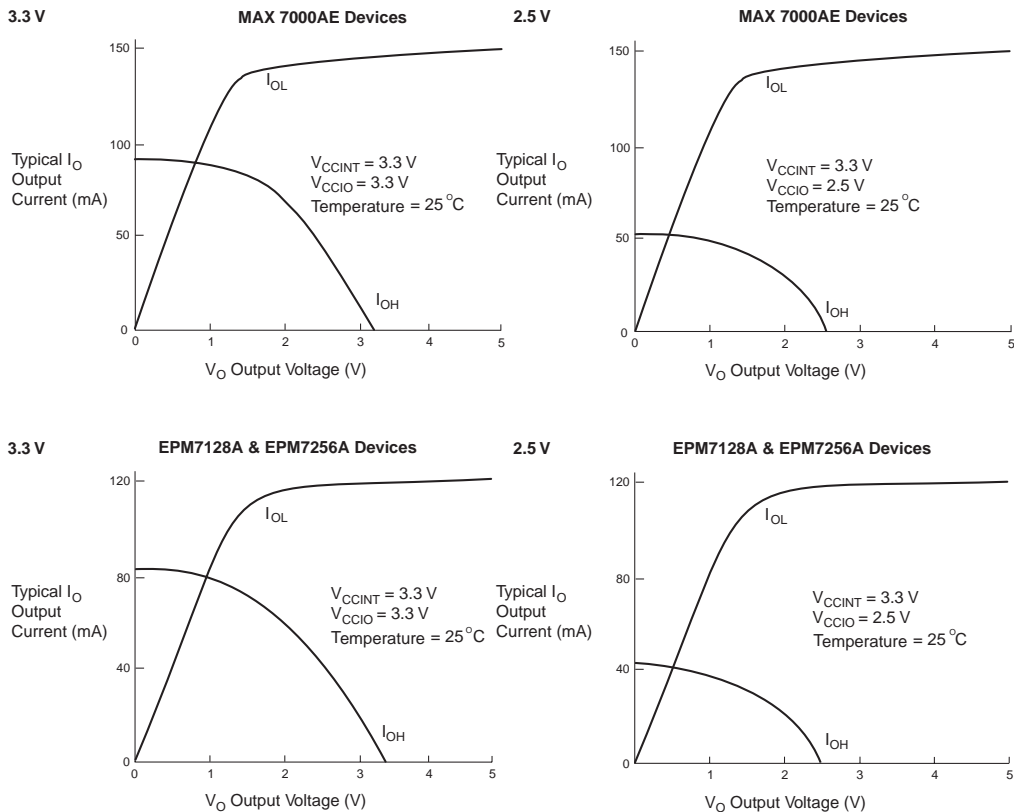 3.3 V
MAX 7000AE Devices
150
100
50
0
Typical I_O
Output
Current (mA)
I_OL
V_CCINT = 3.3 V
V_CCIO = 3.3 V
Temperature = 25 °C
I_OH
0 1 2 3 4 5
V_O Output Voltage (V)
2.5 V
MAX 7000AE Devices
150
100
50
0
Typical I_O
Output
Current (mA)
I_OL
V_CCINT = 3.3 V
V_CCIO = 2.5 V
Temperature = 25 °C
I_OH
0 1 2 3 4 5
V_O Output Voltage (V)
3.3 V
EPM7128A & EPM7256A Devices
120
80
40
0
Typical I_O
Output
Current (mA)
I_OL
V_CCINT = 3.3 V
V_CCIO = 3.3 V
Temperature = 25 °C
I_OH
0 1 2 3 4 5
V_O Output Voltage (V)
2.5 V
EPM7128A & EPM7256A Devices
120
80
40
0
Typical I_O
Output
Current (mA)
I_OL
V_CCINT = 3.3 V
V_CCIO = 2.5 V
Temperature = 25 °C
I_OH
0 1 2 3 4 5
V_O Output Voltage (V)